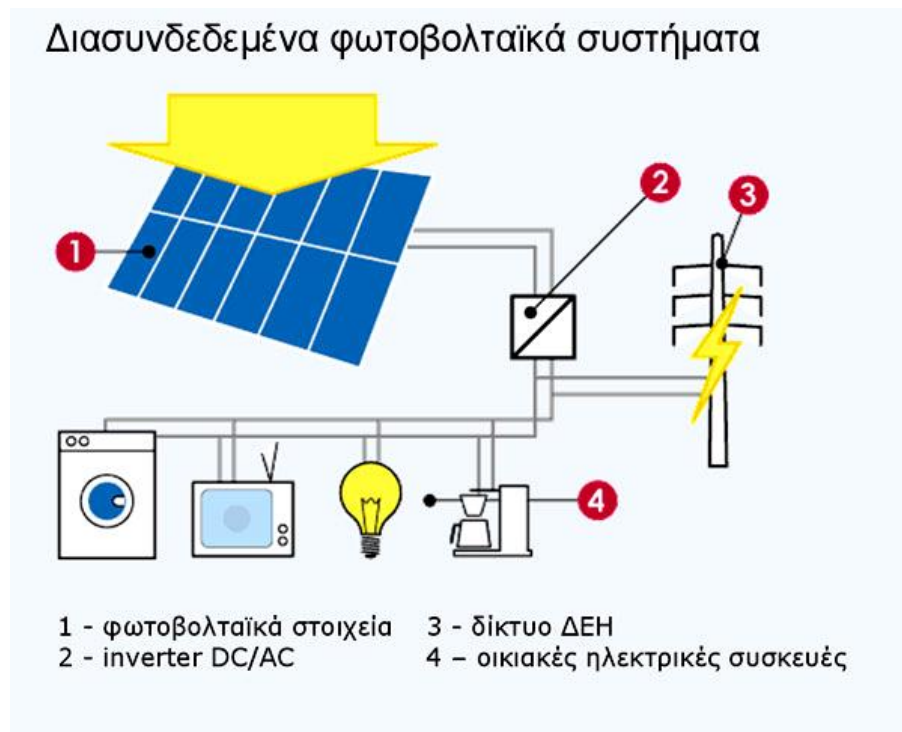 Διασυνδεδεμένα φωτοβολταϊκά συστήματα
1
2
3
4
1 - φωτοβολταϊκά στοιχεία
2 - inverter DC/AC
3 - δίκτυο ΔΕΗ
4 – οικιακές ηλεκτρικές συσκευές